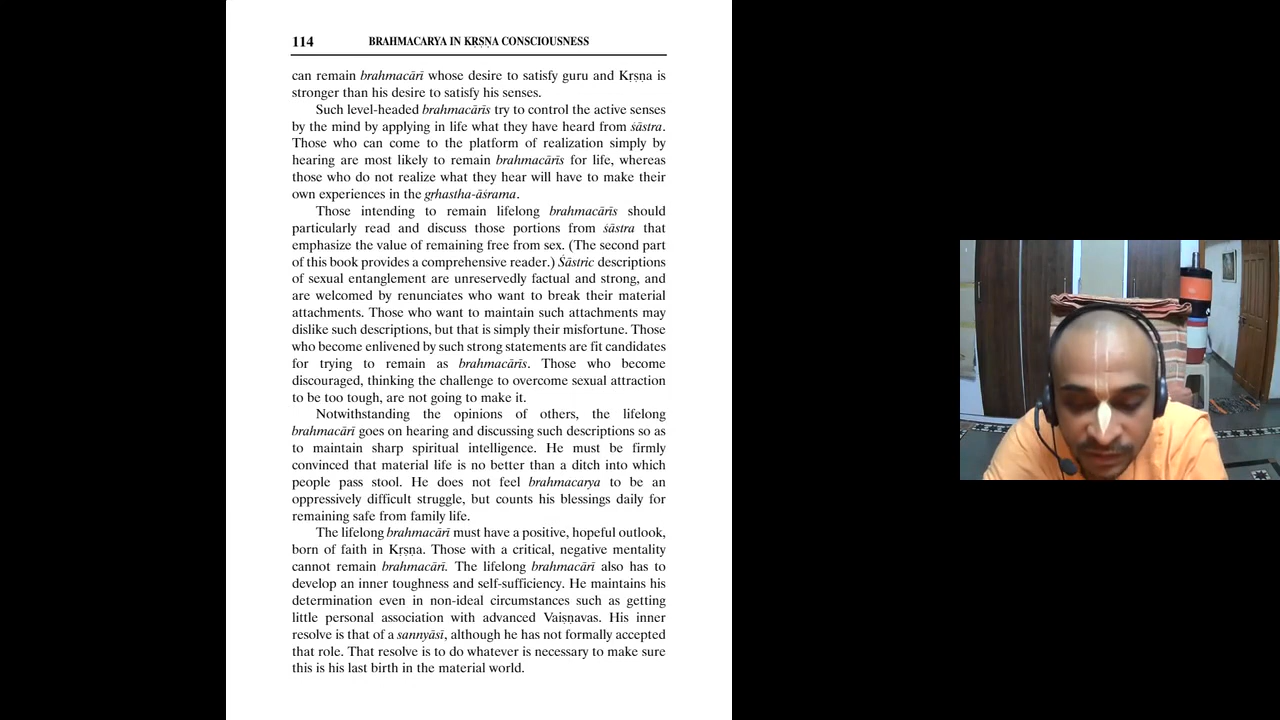 114 BRAHMACARYA IN KṚṢṆA CONSCIOUSNESS
can remain brahmacārī whose desire to satisfy guru and Kṛṣṇa is
stronger than his desire to satisfy his senses.
Such level-headed brahmacārīs try to control the active senses
by the mind by applying in life what they have heard from śāstra.
Those who can come to the platform of realization simply by
hearing are most likely to remain brahmacārīs for life, whereas
those who do not realize what they hear will have to make their
own experiences in the gṛhastha-āśrama.
Those intending to remain lifelong brahmacārīs should
particularly read and discuss those portions from śāstra that
emphasize the value of remaining free from sex. (The second part
of this book provides a comprehensive reader.) Śāstric descriptions
of sexual entanglement are unreservedly factual and strong, and
are welcomed by renunciates who want to break their material
attachments. Those who want to maintain such attachments may
dislike such descriptions, but that is simply their misfortune. Those
who become enlivened by such strong statements are fit candidates
for trying to remain as brahmacārīs. Those who become
discouraged, thinking the challenge to overcome sexual attraction
to be too tough, are not going to make it.
Notwithstanding the opinions of others, the lifelong
brahmacārī goes on hearing and discussing such descriptions so as
to maintain sharp spiritual intelligence. He must be firmly
convinced that material life is no better than a ditch into which
people pass stool. He does not feel brahmacarya to be an
oppressively difficult struggle, but counts his blessings daily for
remaining safe from family life.
The lifelong brahmacārī must have a positive, hopeful outlook,
born of faith in Kṛṣṇa. Those with a critical, negative mentality
cannot remain brahmacārī. The lifelong brahmacārī also has to
develop an inner toughness and self-sufficiency. He maintains his
determination even in non-ideal circumstances such as getting
little personal association with advanced Vaiṣṇavas. His inner
resolve is that of a sannyāsī, although he has not formally accepted
that role. That resolve is to do whatever is necessary to make sure
this is his last birth in the material world.